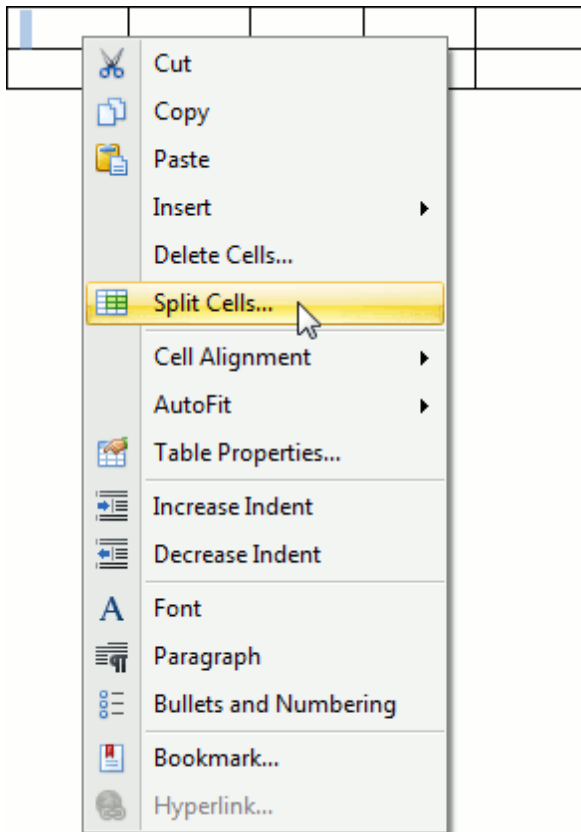 Cut
Copy
Paste
Insert
Delete Cells...
Split Cells...
Cell Alignment
AutoFit
Table Properties...
Increase Indent
Decrease Indent
Font
Paragraph
Bullets and Numbering
Bookmark...
Hyperlink...